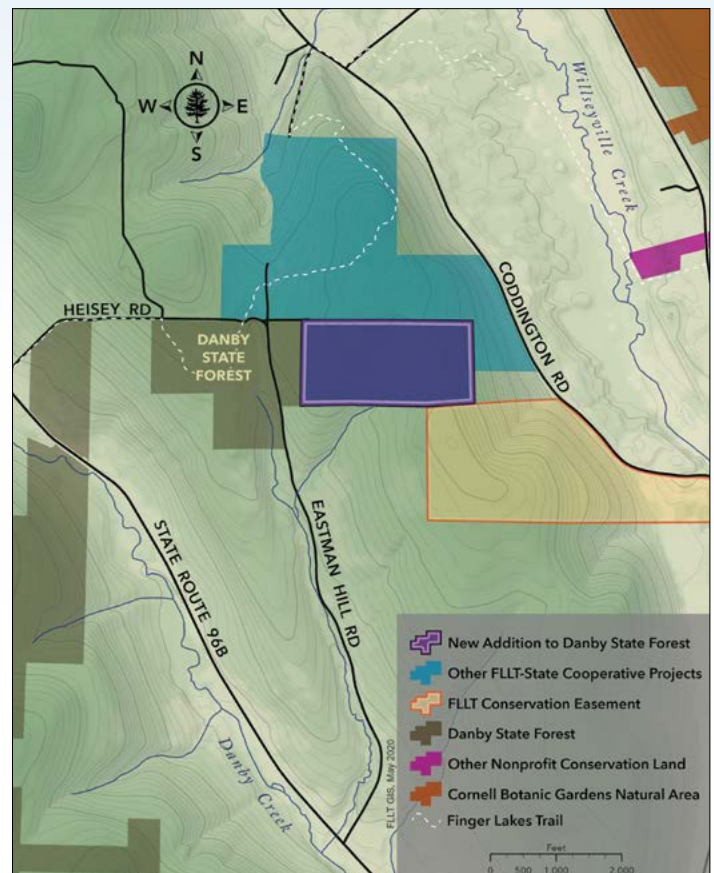 N
W E
S
Willseyville Creek
CODDINGTON RD
HEISEY RD
DANBY
STATE
FOREST
EASTMAN HILL RD
STATE ROUTE 96B
Danby Creek
FLLT GIS, May 2020
New Addition to Danby State Forest
Other FLLT-State Cooperative Projects
FLLT Conservation Easement
Danby State Forest
Other Nonprofit Conservation Land
Cornell Botanic Gardens Natural Area
Finger Lakes Trail
Feet
0 500 1,000 2,000